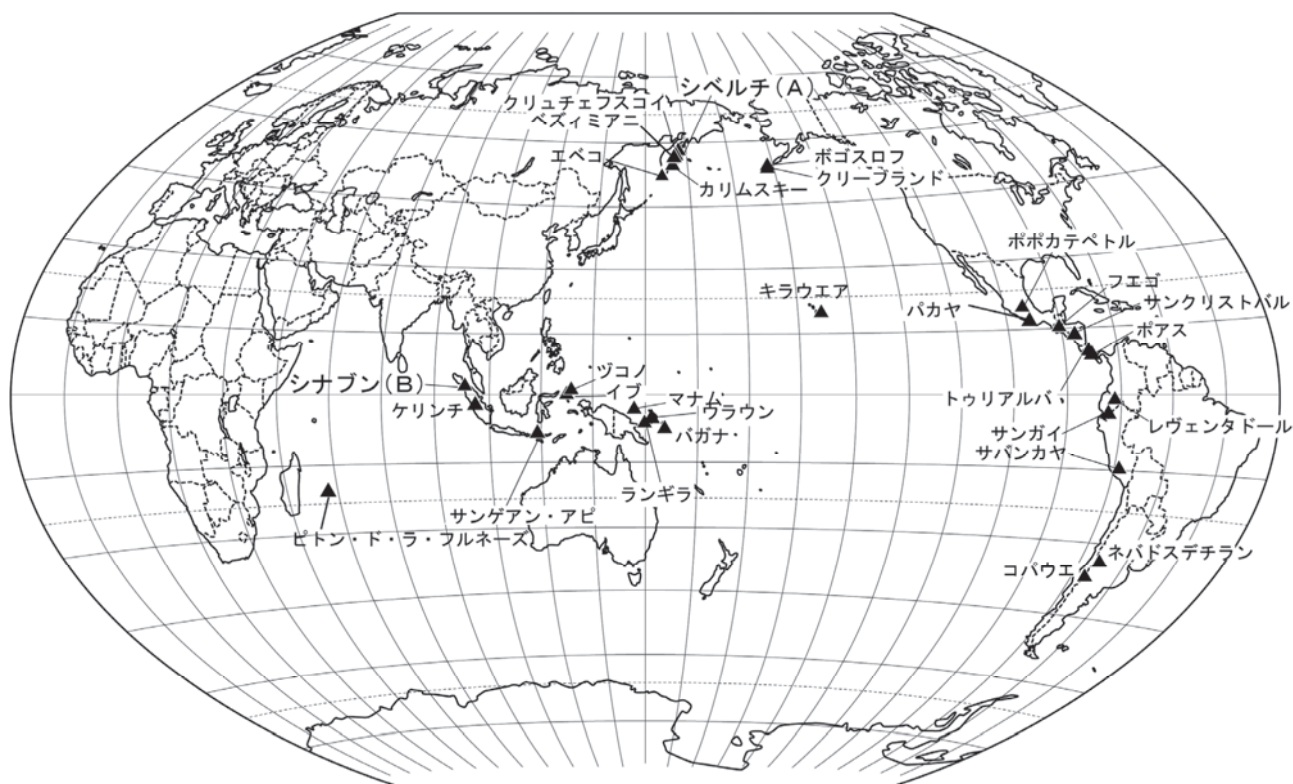 シベルチ(A)
クリュチェフスコイ
ベズィミアニ
エベコ
カリムスキー
ボゴスロフ
クリーブランド
ポポカテペトル
フエゴ
キラウエア
パカヤ
サンクリストバル
ポアス
シナブン(B)
ケリンチ
ヅコノ
イブ
マナム
ウラウン
バガナ
トゥリアルバ
サンガイ
レヴェンタドール
サバンカヤ
ランギラ
サンゲアン・アピ
ピトン・ド・ラ・フルネーズ
ネバドスデチラン
コパウエ